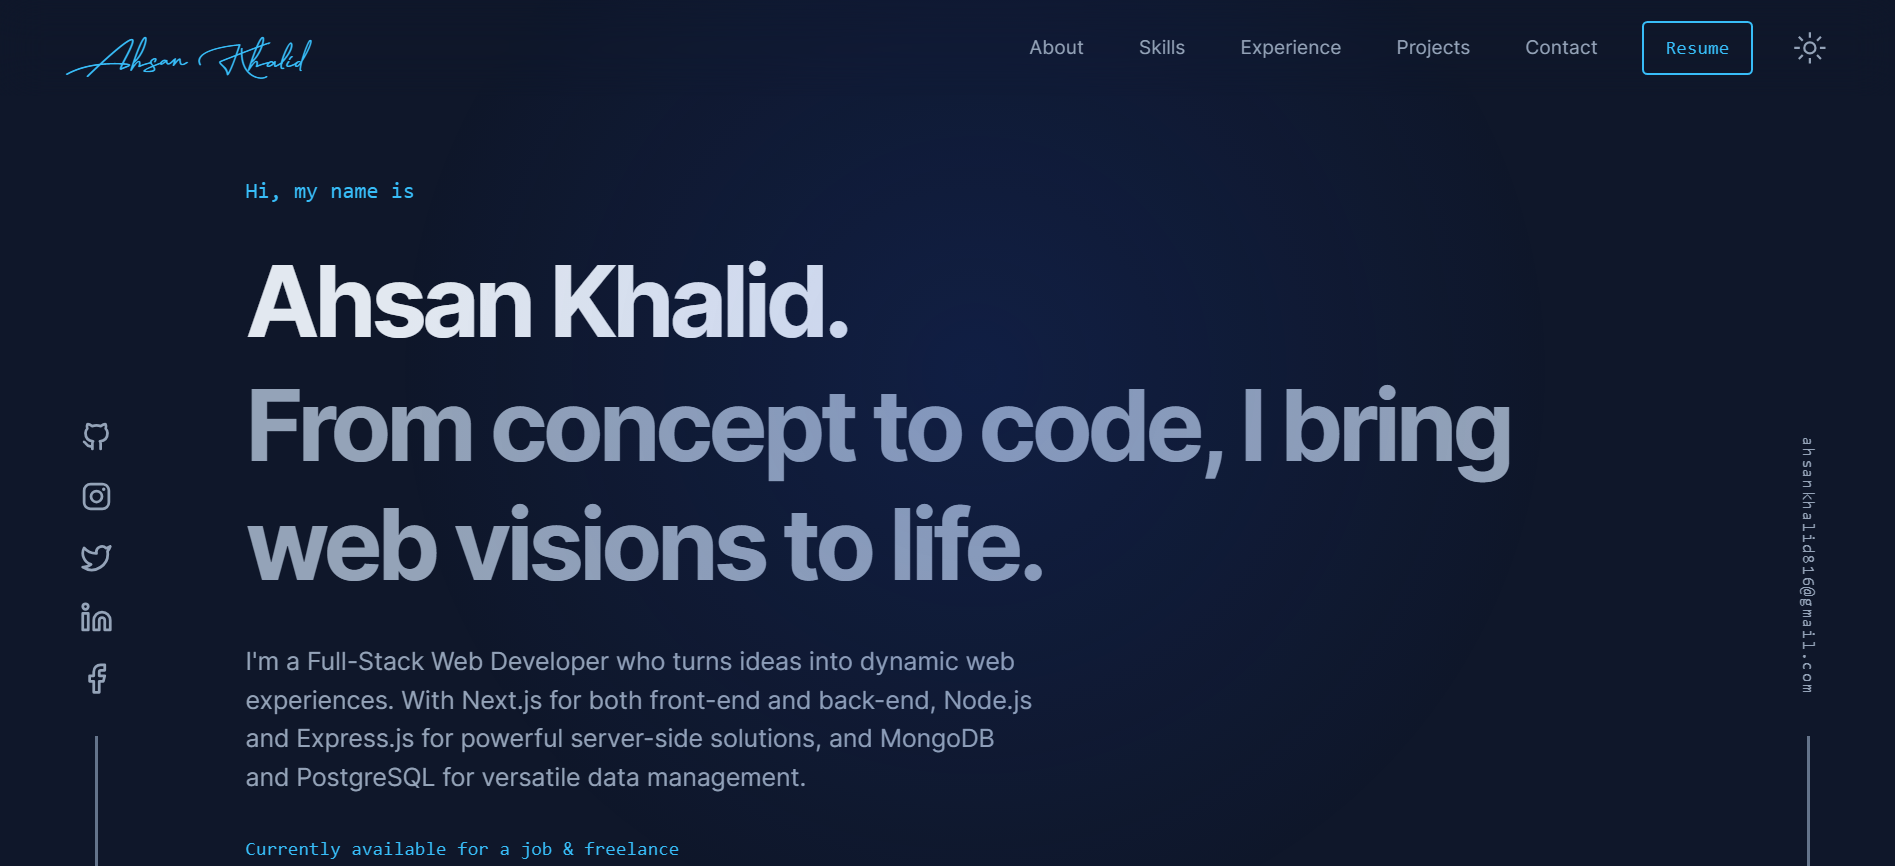 Ahsan Khalid
About
Skills
Experience
Projects
Contact
Resume
Hi, my name is
Ahsan Khalid.
From concept to code, I bring
web visions to life.
I'm a Full-Stack Web Developer who turns ideas into dynamic web
experiences. With Next.js for both front-end and back-end, Node.js
and Express.js for powerful server-side solutions, and MongoDB
and PostgreSQL for versatile data management.
Currently available for a job & freelance
ahsankhalid816@gmail.com